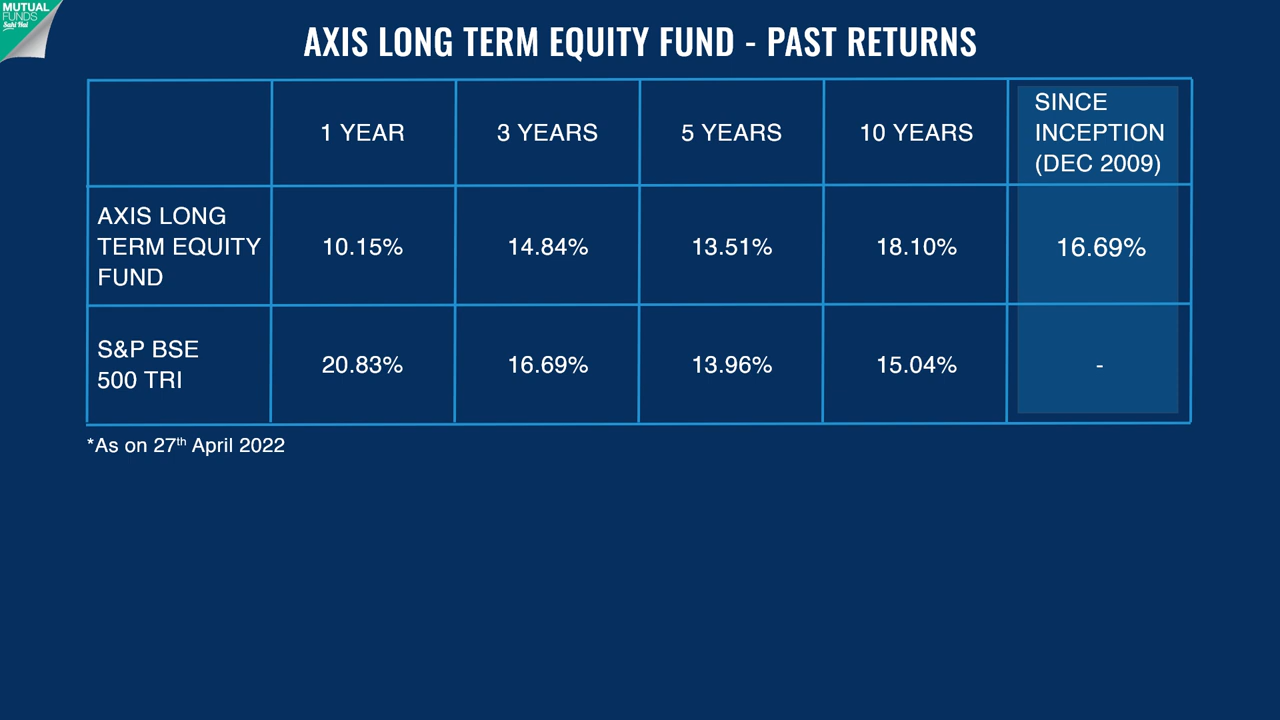 MUTUAL
FUNDS
Sahi Hai
AXIS LONG TERM EQUITY FUND - PAST RETURNS
1 YEAR
3 YEARS
5 YEARS
10 YEARS
SINCE
INCEPTION
(DEC 2009)
AXIS LONG
TERM EQUITY
FUND
10.15%
14.84%
13.51%
18.10%
16.69%
S&P BSE
500 TRI
20.83%
16.69%
13.96%
15.04%
-
*As on 27th April 2022